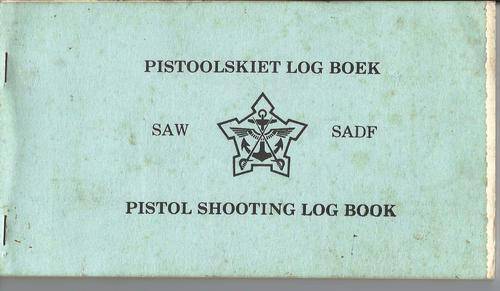 PISTOOLSKIET LOG BOEK
SAW SADF
PISTOL SHOOTING LOG BOOK